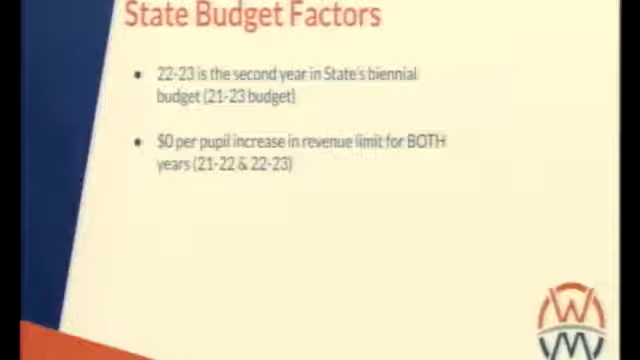 State Budget Factors
22-23 is the second year in State's biennial
budget (21-23 budget)
$0 per pupil increase in revenue limit for BOTH
years (21-22 & 22-23)
W
M